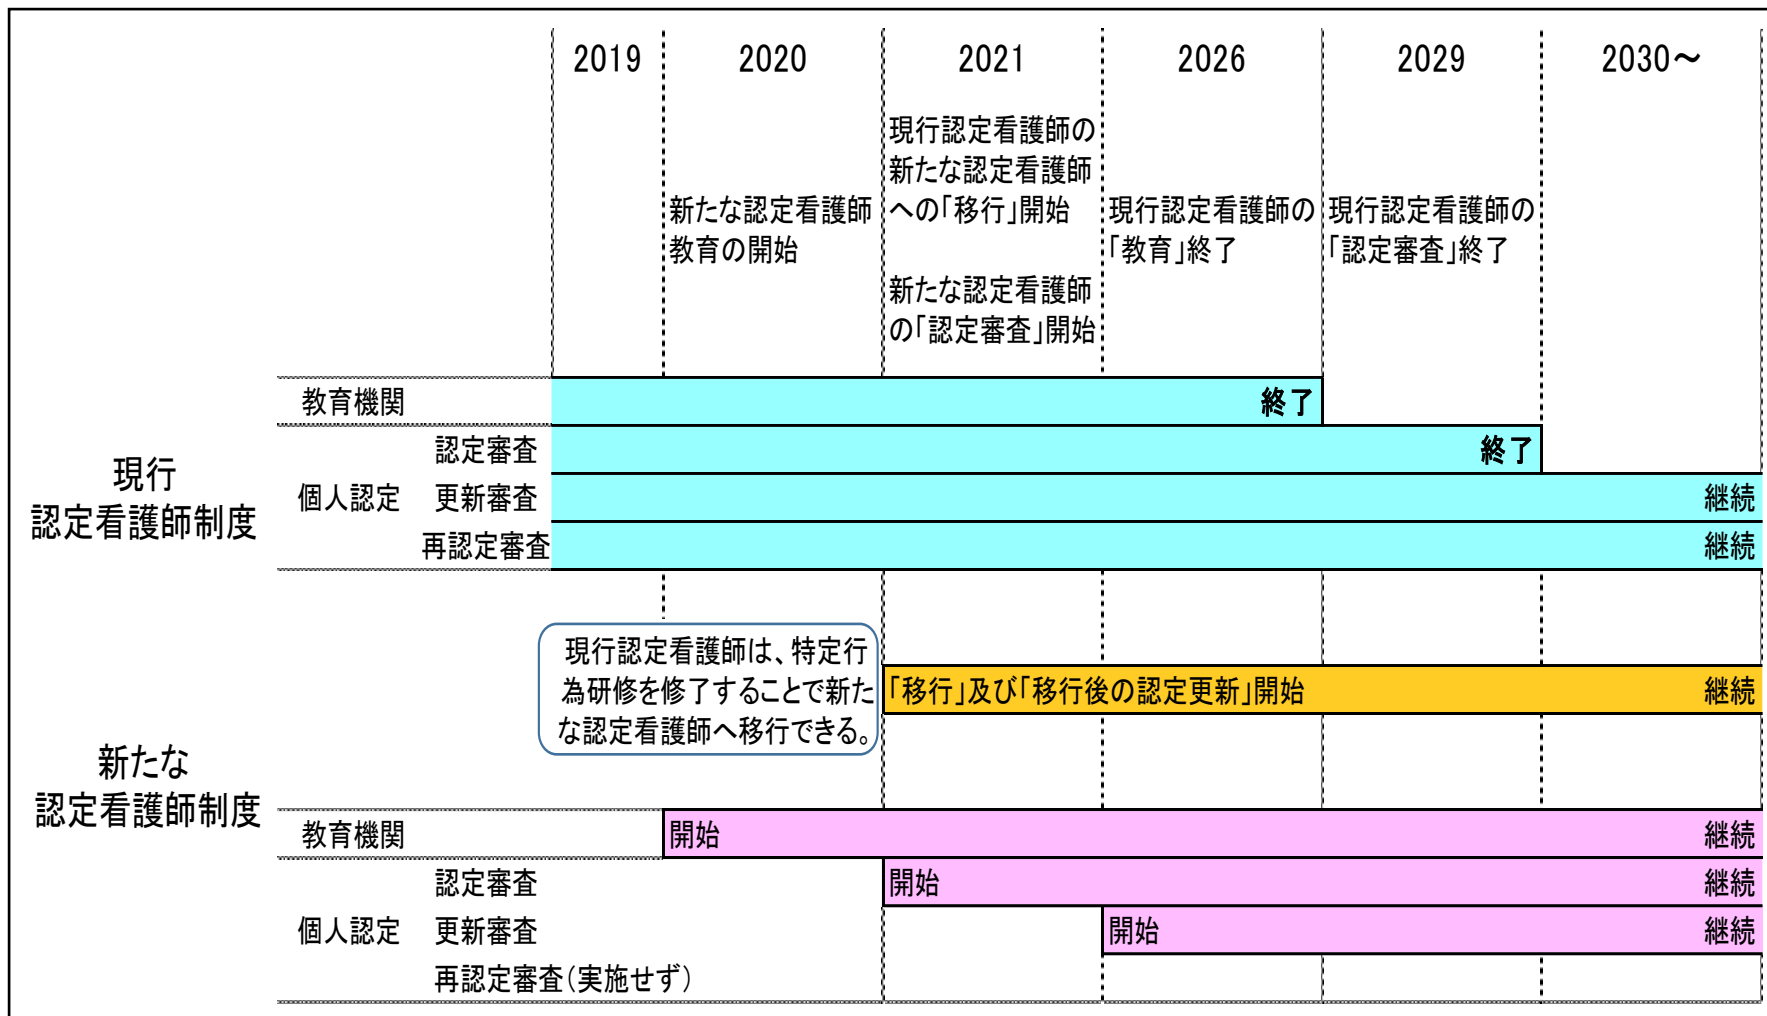 2019
2020
2021
2026
2029
2030～
新たな認定看護師
教育の開始
現行認定看護師の
新たな認定看護師
への「移行」開始
新たな認定看護師
の「認定審査」開始
現行認定看護師の
「教育」終了
現行認定看護師の
「認定審査」終了
現行
認定看護師制度
教育機関
終了
個人認定
認定審査
終了
更新審査
継続
再認定審査
継続
現行認定看護師は、特定行
為研修を修了することで新た
な認定看護師へ移行できる。
「移行」及び「移行後の認定更新」開始
継続
新たな
認定看護師制度
教育機関
開始
継続
個人認定
認定審査
開始
継続
更新審査
開始
継続
再認定審査（実施せず）